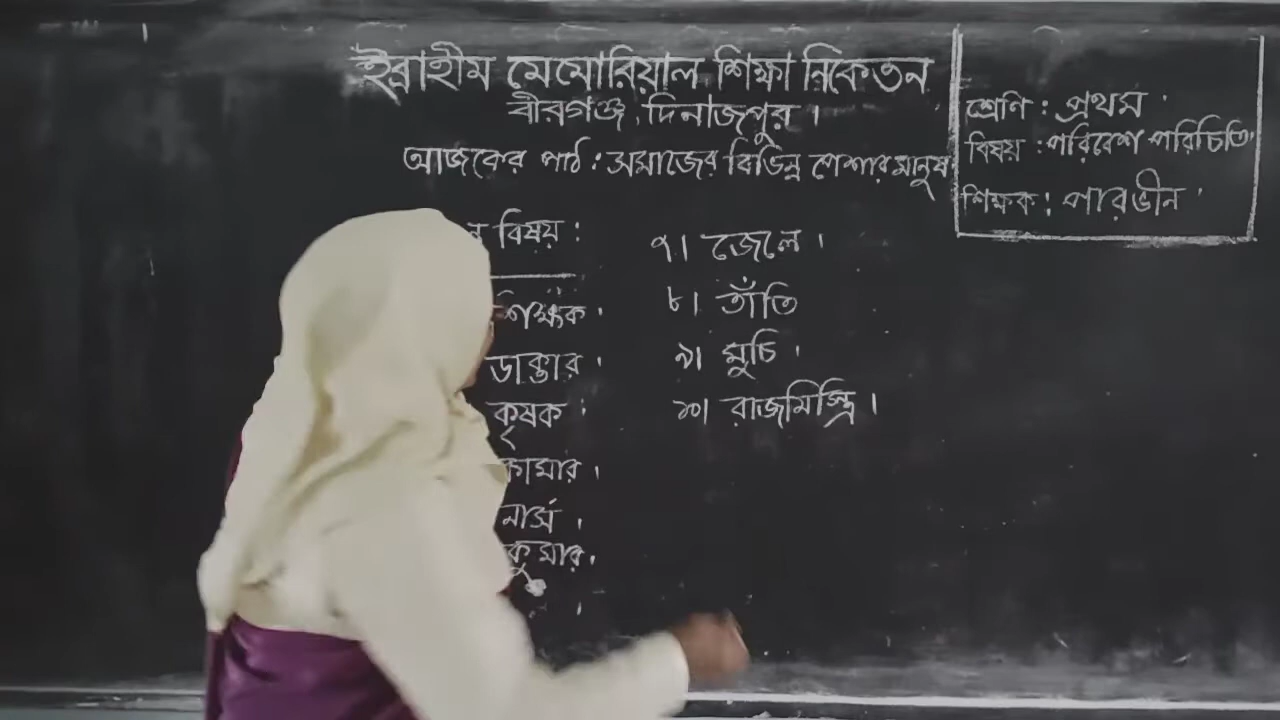 ইব্রাহীম মেমোরিয়াল শিক্ষা নিকেতন
বীরগঞ্জ, দিনাজপুর।
আজকের পাঠ : সমাজের বিভিন্ন পেশার মানুষ
শ্রেণি : প্রথম
বিষয় : পরিবেশ পরিচিতি
শিক্ষক : পারভীন
বিষয় :
শিক্ষক
ডাক্তার
কৃষক
কামার।
নার্স
কুমার
৭। জেলে।
৮। তাঁতি
৯। মুচি
১০। রাজমিস্ত্রি।